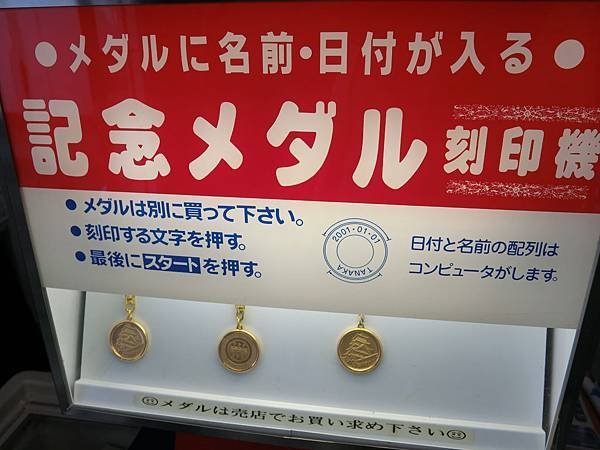 ●メダルに名前・日付が入る●
記念メダル刻印機
●メダルは別に買って下さい。
●刻印する文字を押す。
●最後にスタートを押す。
2001・01・01
TANAKA
日付と名前の配列は
コンピュータがします。
メダルは売店でお買い求め下さい